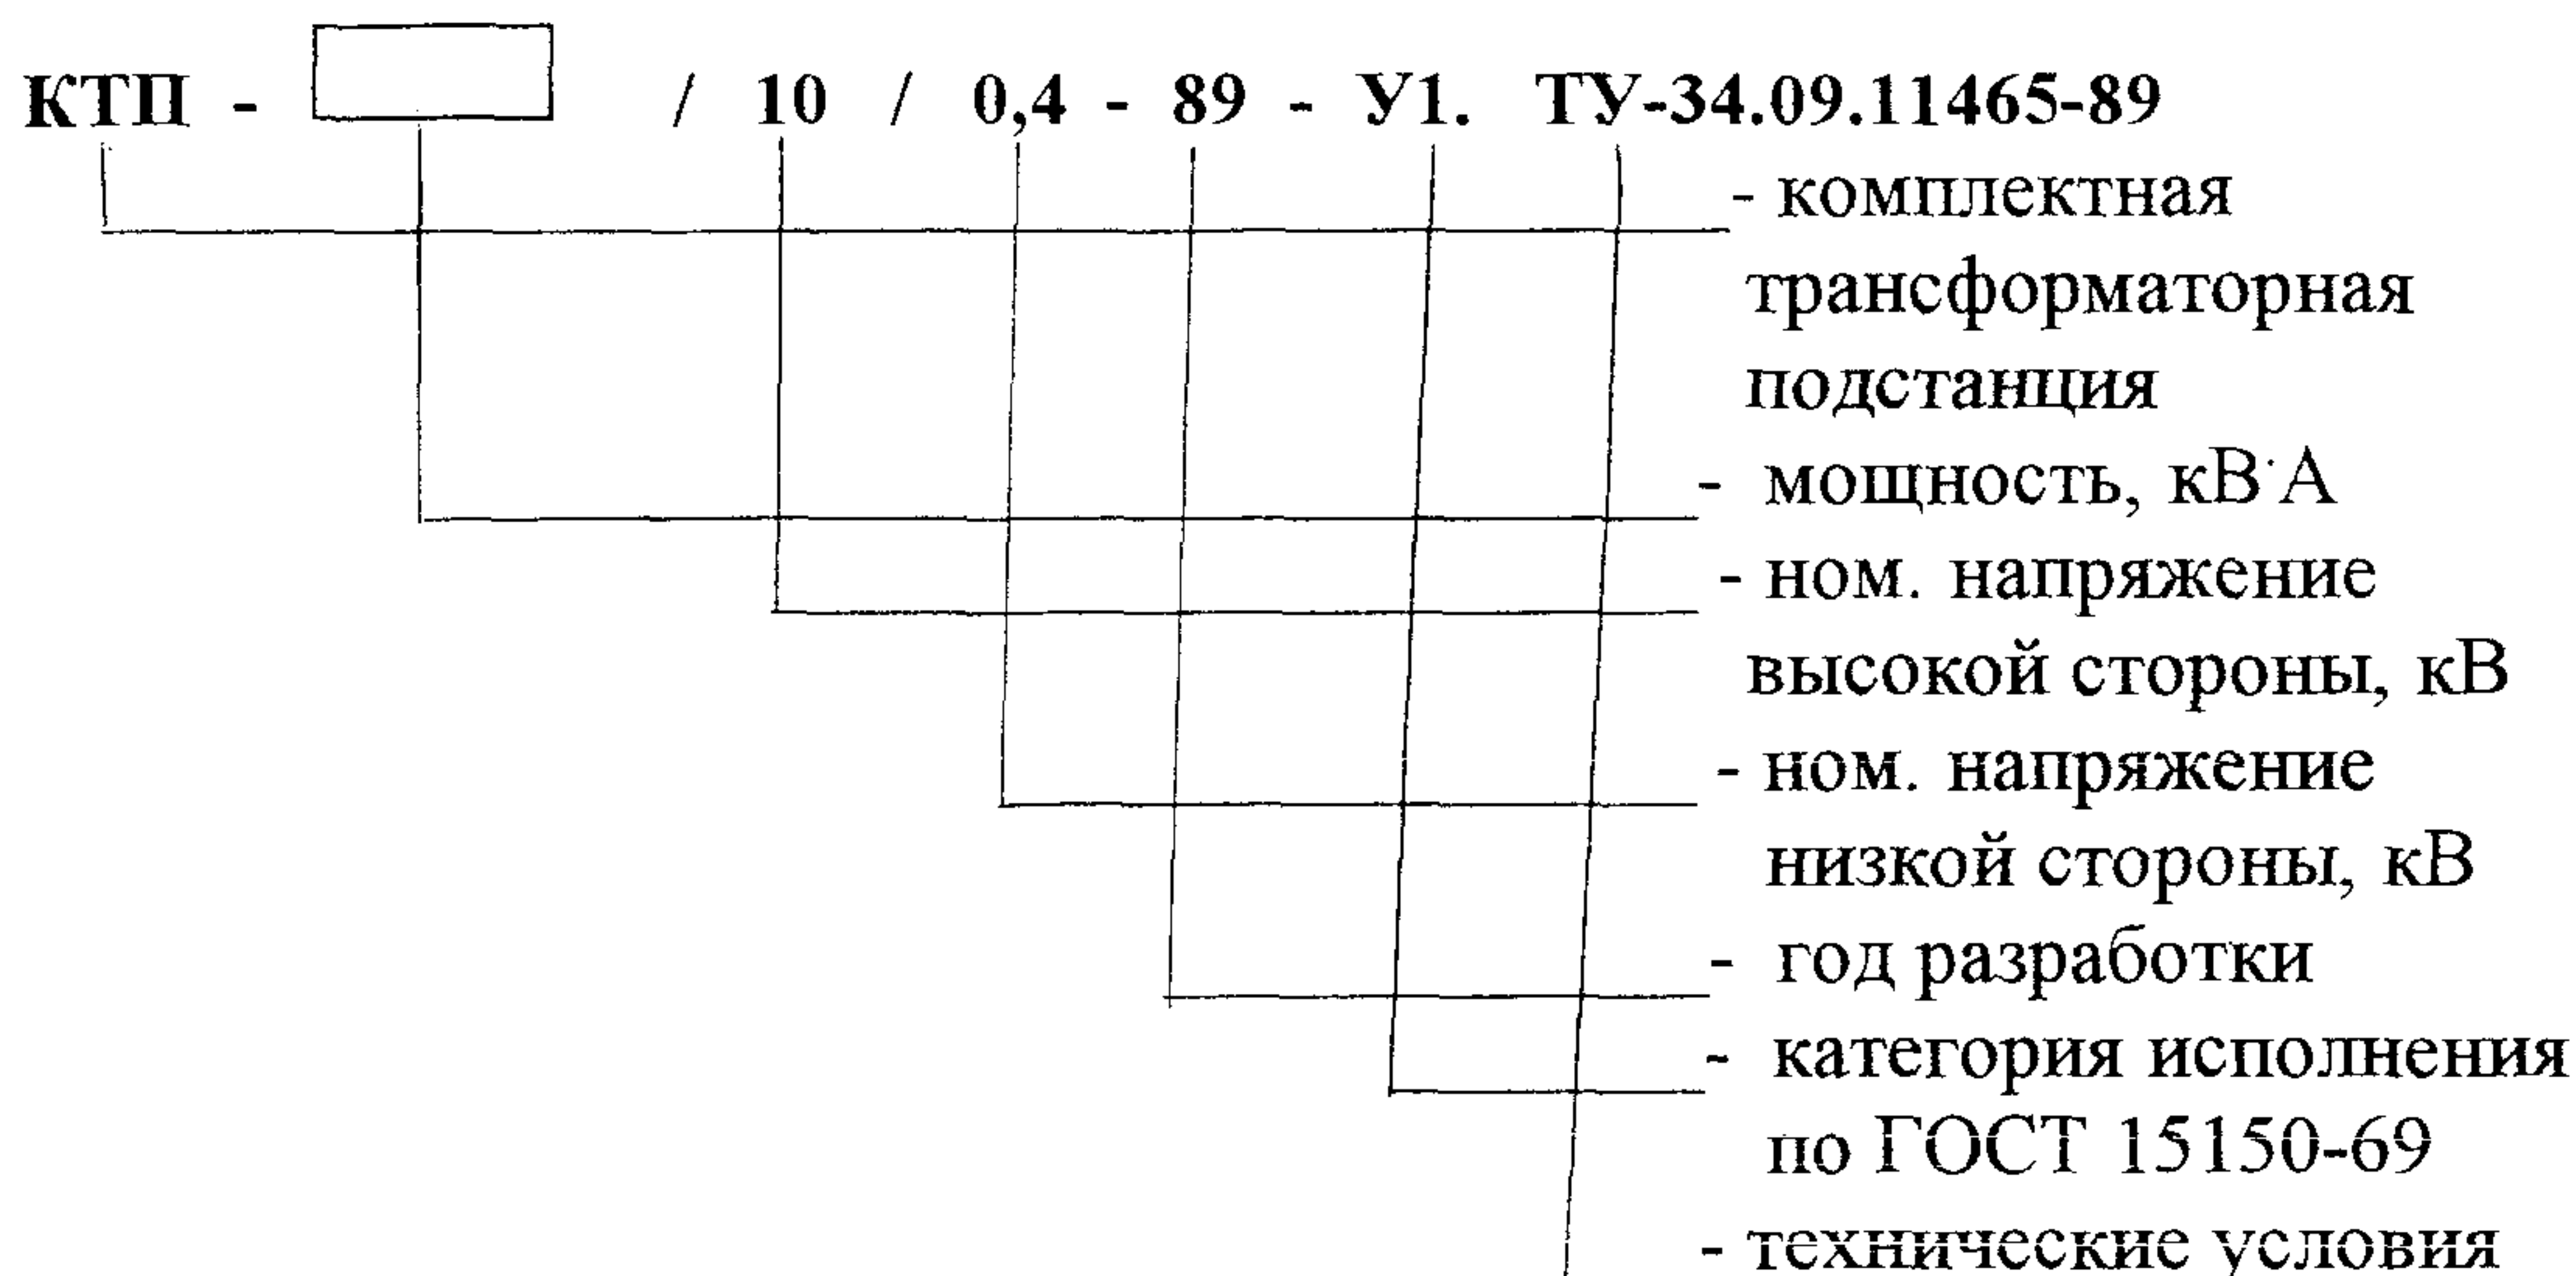 КТП - / 10 / 0,4 - 89 - У1. ТУ-34.09.11465-89
- комплектная
трансформаторная
подстанция
- мощность, кВ·А
- ном. напряжение
высокой стороны, кВ
- ном. напряжение
низкой стороны, кВ
- год разработки
- категория исполнения
по ГОСТ 15150-69
- технические условия